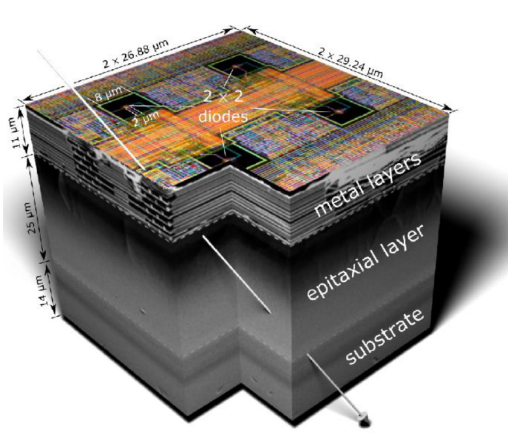 2 x 26.88 μm
2 x 29.24 μm
8 μm
2 μm
2 x 2
diodes
11 μm
25 μm
14 μm
metal layers
epitaxial layer
substrate